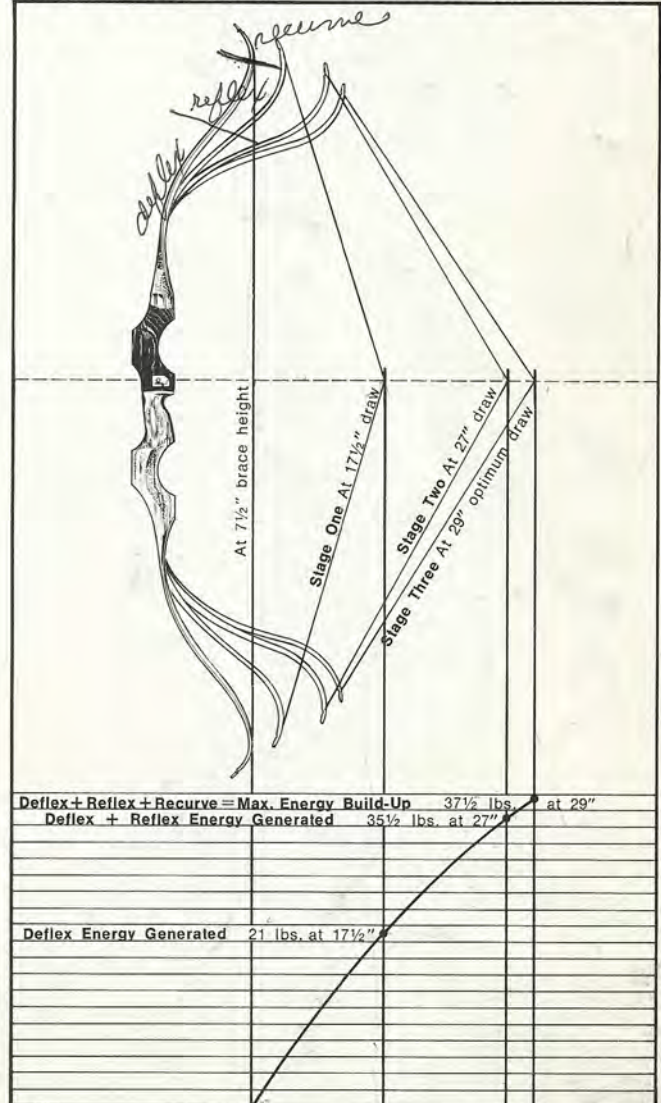 recurve
reflex
deflex
At 7½" brace height
Stage One At 17½" draw
Stage Two At 27" draw
Stage Three At 29" optimum draw
Deflex + Reflex + Recurve = Max. Energy Build-Up 37½ lbs. at 29"
Deflex + Reflex Energy Generated 35½ lbs. at 27"
Deflex Energy Generated 21 lbs. at 17½"